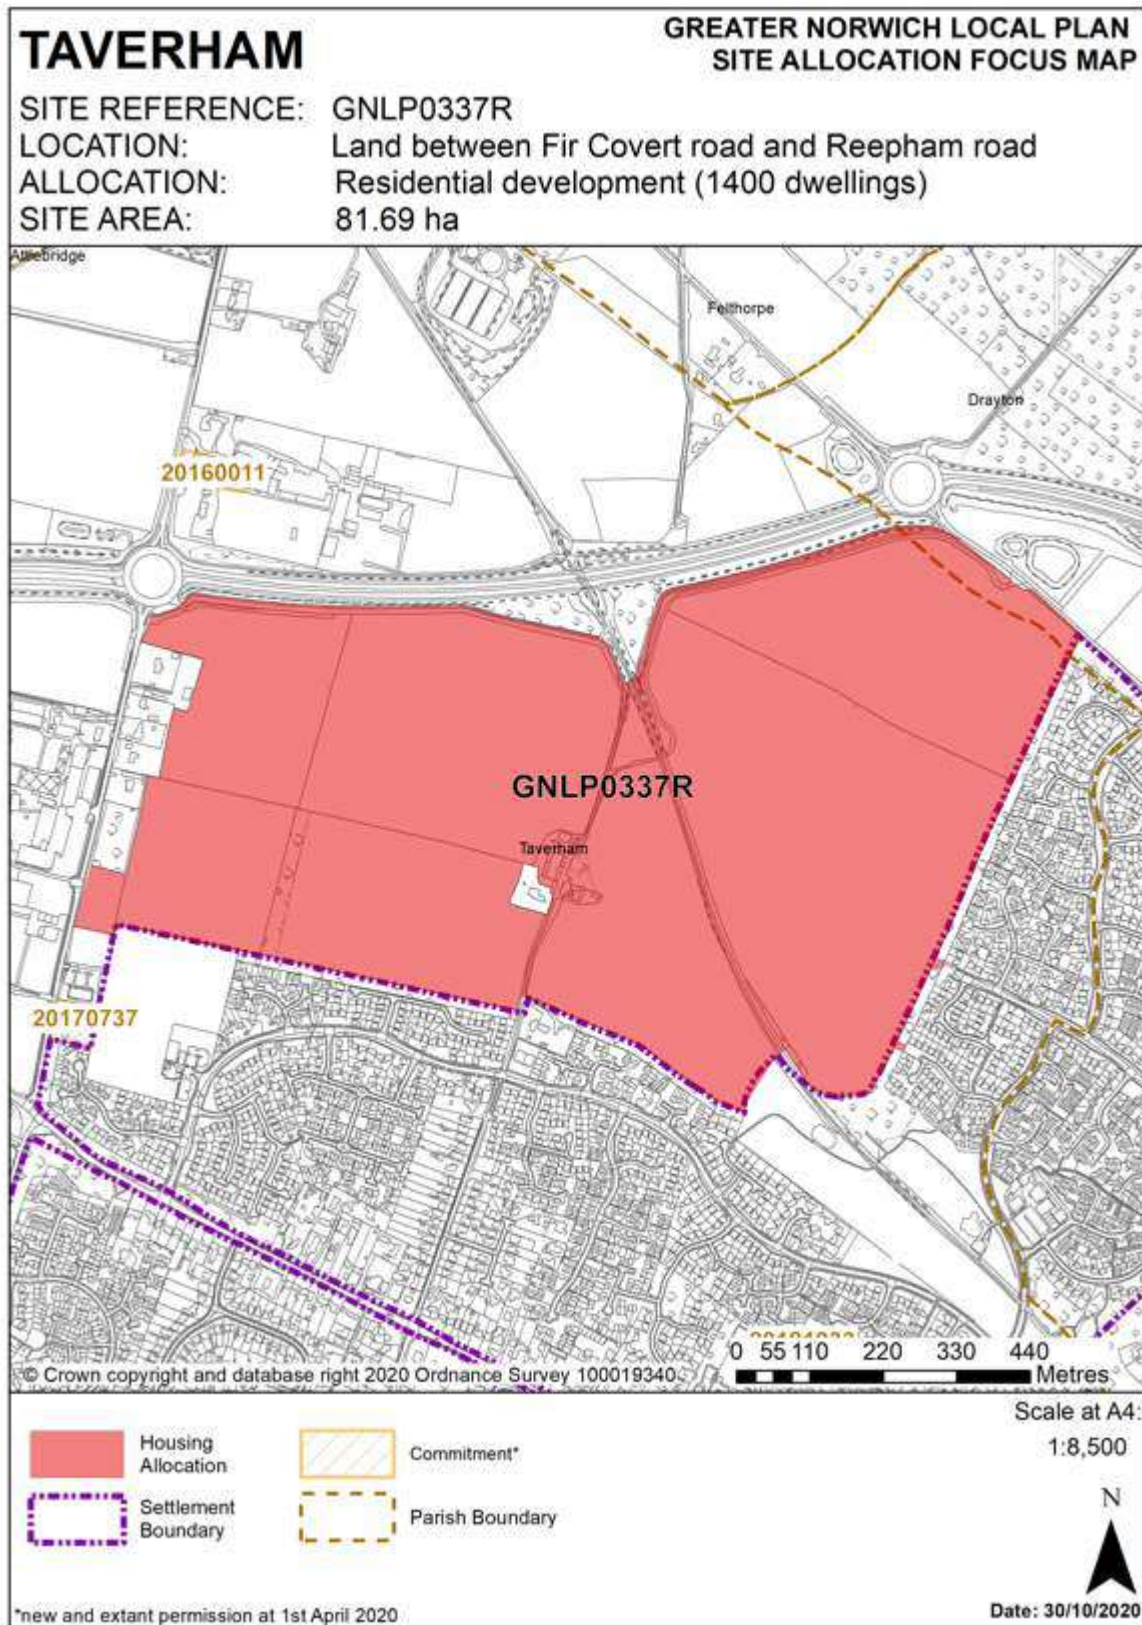 TAVERHAM
GREATER NORWICH LOCAL PLAN
SITE ALLOCATION FOCUS MAP
SITE REFERENCE: GNLP0337R
LOCATION: Land between Fir Covert road and Reepham road
ALLOCATION: Residential development (1400 dwellings)
SITE AREA: 81.69 ha
Attlebridge
Felthorpe
Drayton
20160011
GNLP0337R
Taverham
20170737
0 55 110 220 330 440
Metres
© Crown copyright and database right 2020 Ordnance Survey 100019340
Housing
Allocation
Commitment*
Settlement
Boundary
Parish Boundary
Scale at A4:
1:8,500
N
*new and extant permission at 1st April 2020
Date: 30/10/2020